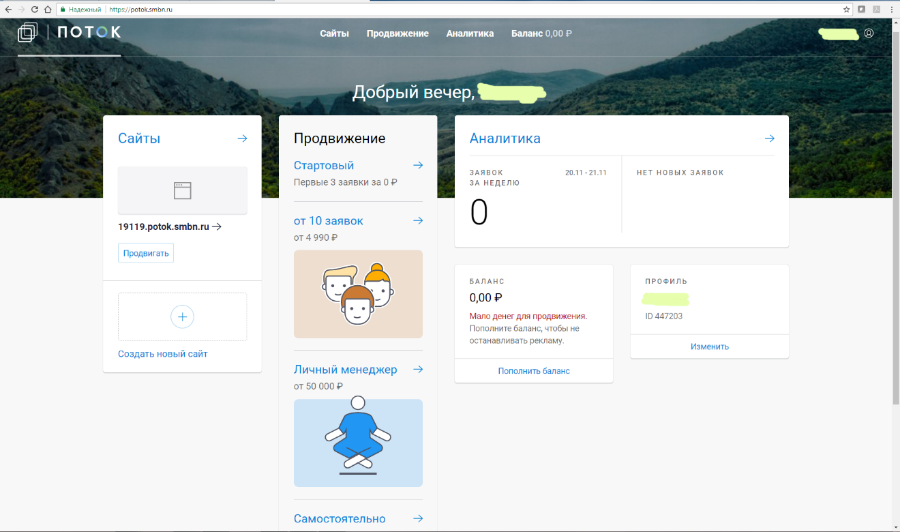 Надежный
https://potok.smbn.ru
ПОТОК
Сайты
Продвижение
Аналитика
Баланс 0,00 ₽
Добрый вечер,
Сайты
19119.potok.smbn.ru
Продвигать
Создать новый сайт
Продвижение
Стартовый
Первые 3 заявки за 0 ₽
от 10 заявок
от 4 990 ₽
Личный менеджер
от 50 000 ₽
Самостоятельно
Аналитика
ЗАЯВОК
ЗА НЕДЕЛЮ
20.11 - 21.11
0
НЕТ НОВЫХ ЗАЯВОК
БАЛАНС
0,00 ₽
Мало денег для продвижения.
Пополните баланс, чтобы не
останавливать рекламу.
Пополнить баланс
ПРОФИЛЬ
ID 447203
Изменить